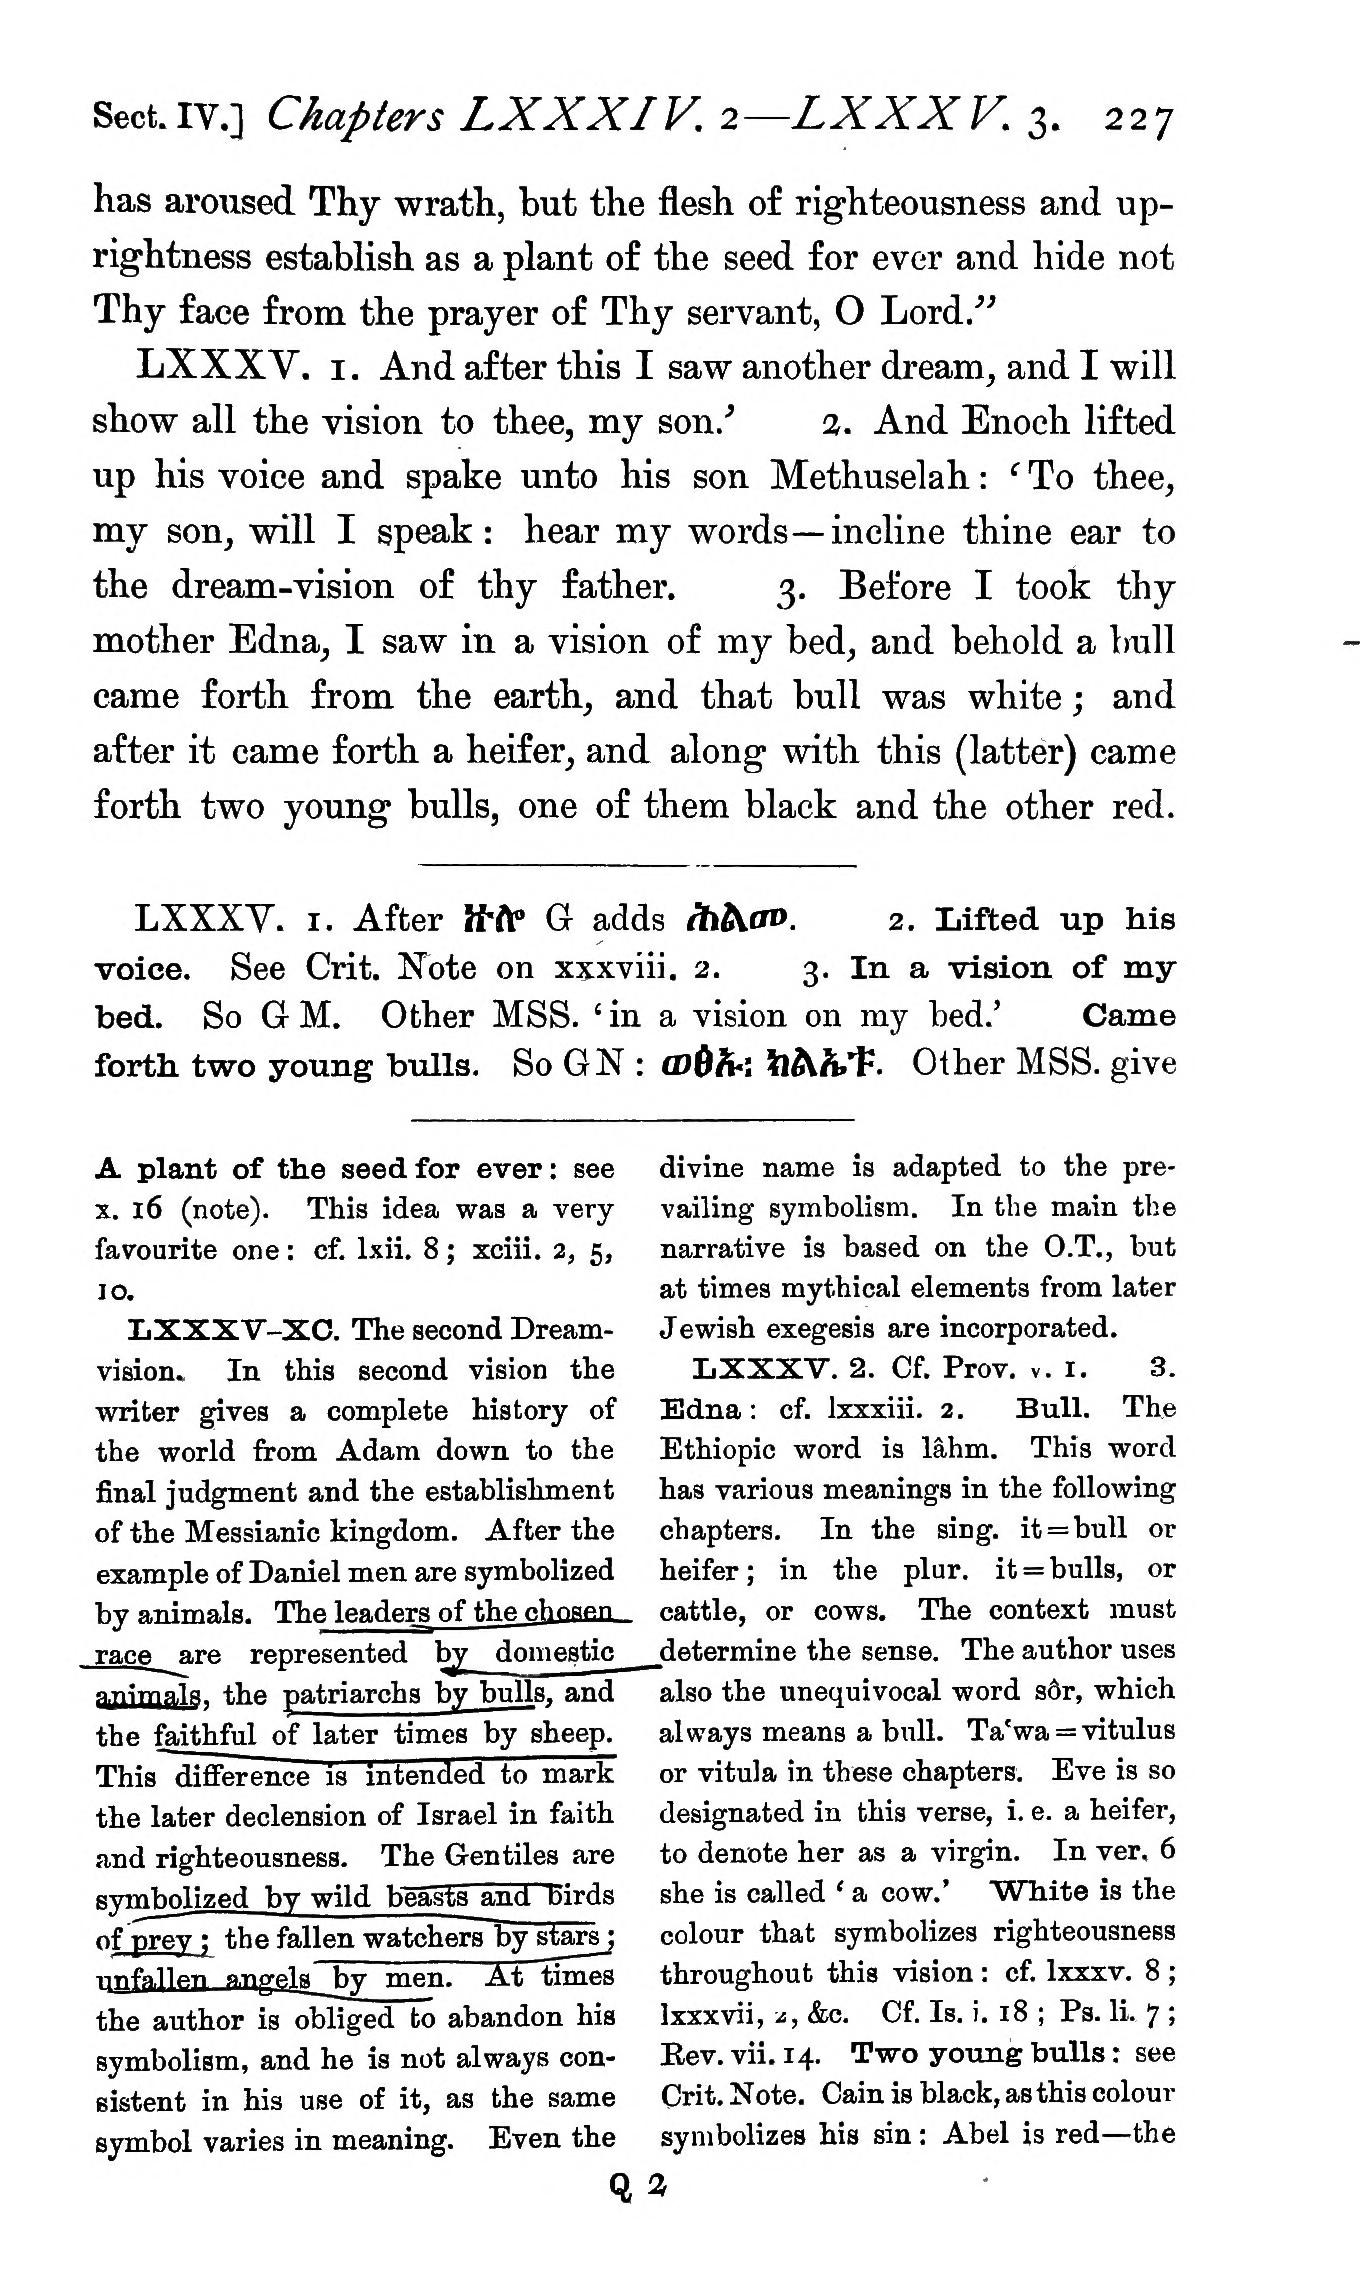 Sect. IV.] Chapters LXXXIV. 2—LXXXV. 3. 227
has aroused Thy wrath, but the flesh of righteousness and up-
rightness establish as a plant of the seed for ever and hide not
Thy face from the prayer of Thy servant, O Lord.”
LXXXV. 1. And after this I saw another dream, and I will
show all the vision to thee, my son.’ 2. And Enoch lifted
up his voice and spake unto his son Methuselah: ‘To thee,
my son, will I speak: hear my words—incline thine ear to
the dream-vision of thy father. 3. Before I took thy
mother Edna, I saw in a vision of my bed, and behold a bull
came forth from the earth, and that bull was white; and
after it came forth a heifer, and along with this (latter) came
forth two young bulls, one of them black and the other red.
LXXXV. 1. After ኵሎ G adds ሕልመ. 2. Lifted up his
voice. See Crit. Note on xxxviii. 2. 3. In a vision of my
bed. So G M. Other MSS. ‘in a vision on my bed.’ Came
forth two young bulls. So G N: ወፅኡ፡ ክልኤቱ. Other MSS. give
A plant of the seed for ever: see
x. 16 (note). This idea was a very
favourite one: cf. lxii. 8; xciii. 2, 5,
10.
LXXXV-XC. The second Dream-
vision. In this second vision the
writer gives a complete history of
the world from Adam down to the
final judgment and the establishment
of the Messianic kingdom. After the
example of Daniel men are symbolized
by animals. The leaders of the chosen
race are represented by domestic
animals, the patriarchs by bulls, and
the faithful of later times by sheep.
This difference is intended to mark
the later declension of Israel in faith
and righteousness. The Gentiles are
symbolized by wild beasts and birds
of prey; the fallen watchers by stars;
unfallen angels by men. At times
the author is obliged to abandon his
symbolism, and he is not always con-
sistent in his use of it, as the same
symbol varies in meaning. Even the
divine name is adapted to the pre-
vailing symbolism. In the main the
narrative is based on the O.T., but
at times mythical elements from later
Jewish exegesis are incorporated.
LXXXV. 2. Cf. Prov. v. 1. 3.
Edna: cf. lxxxiii. 2. Bull. The
Ethiopic word is lâhm. This word
has various meanings in the following
chapters. In the sing. it=bull or
heifer; in the plur. it=bulls, or
cattle, or cows. The context must
determine the sense. The author uses
also the unequivocal word sôr, which
always means a bull. Ta‘wa=vitulus
or vitula in these chapters. Eve is so
designated in this verse, i. e. a heifer,
to denote her as a virgin. In ver. 6
she is called ‘a cow.’ White is the
colour that symbolizes righteousness
throughout this vision: cf. lxxxv. 8;
lxxxvii, 2, &c. Cf. Is. i. 18; Ps. li. 7;
Rev. vii. 14. Two young bulls: see
Crit. Note. Cain is black, as this colour
symbolizes his sin: Abel is red—the
Q 2